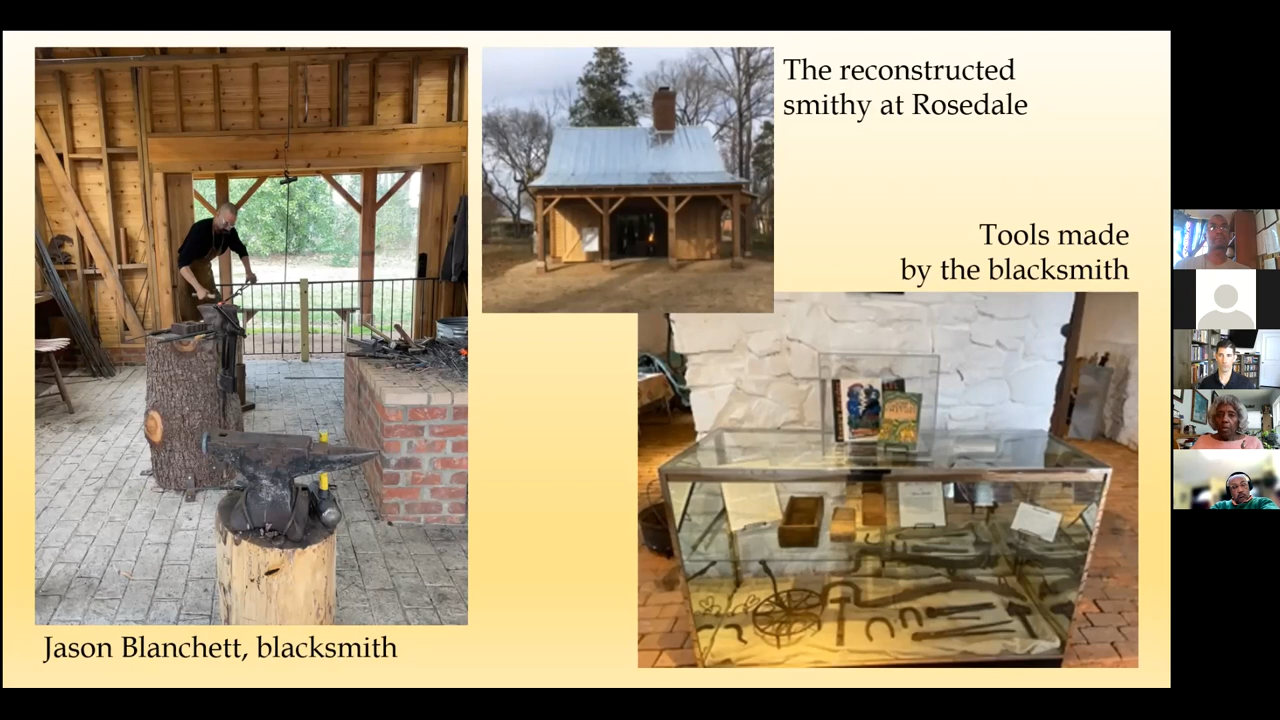 The reconstructed
smithy at Rosedale
Tools made
by the blacksmith
Jason Blanchett, blacksmith